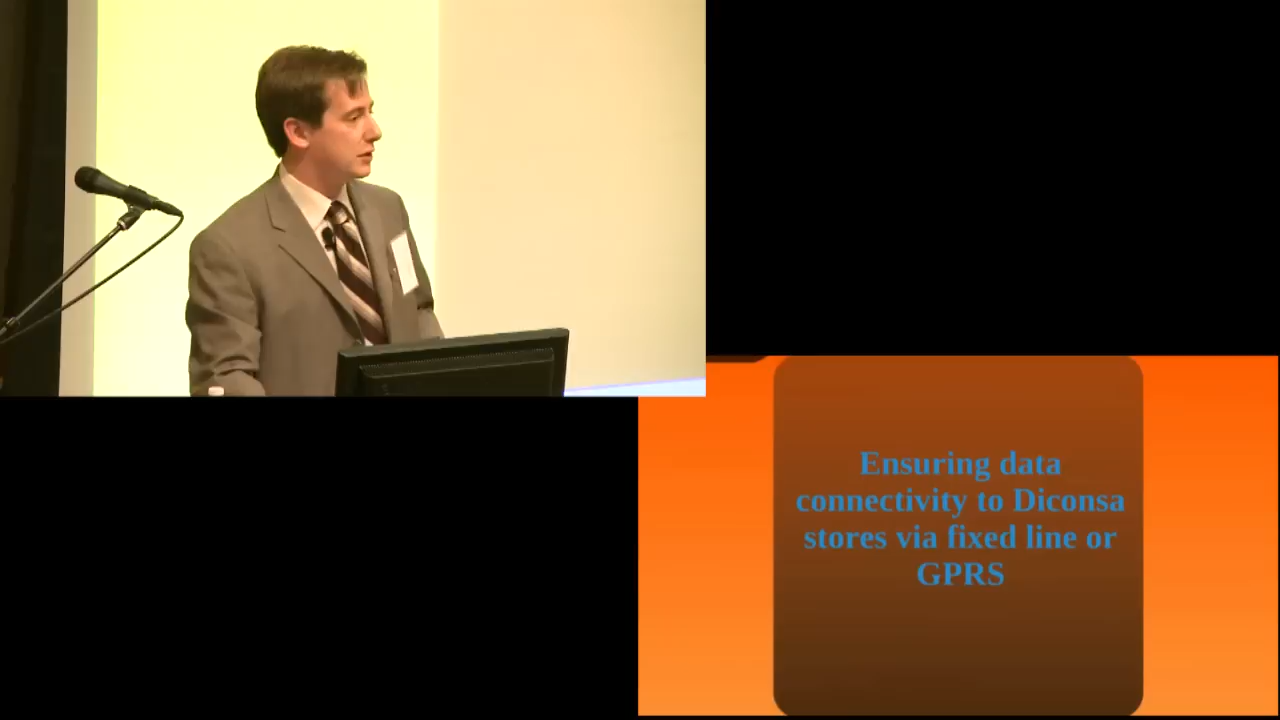 Ensuring data
connectivity to Diconsa
stores via fixed line or
GPRS